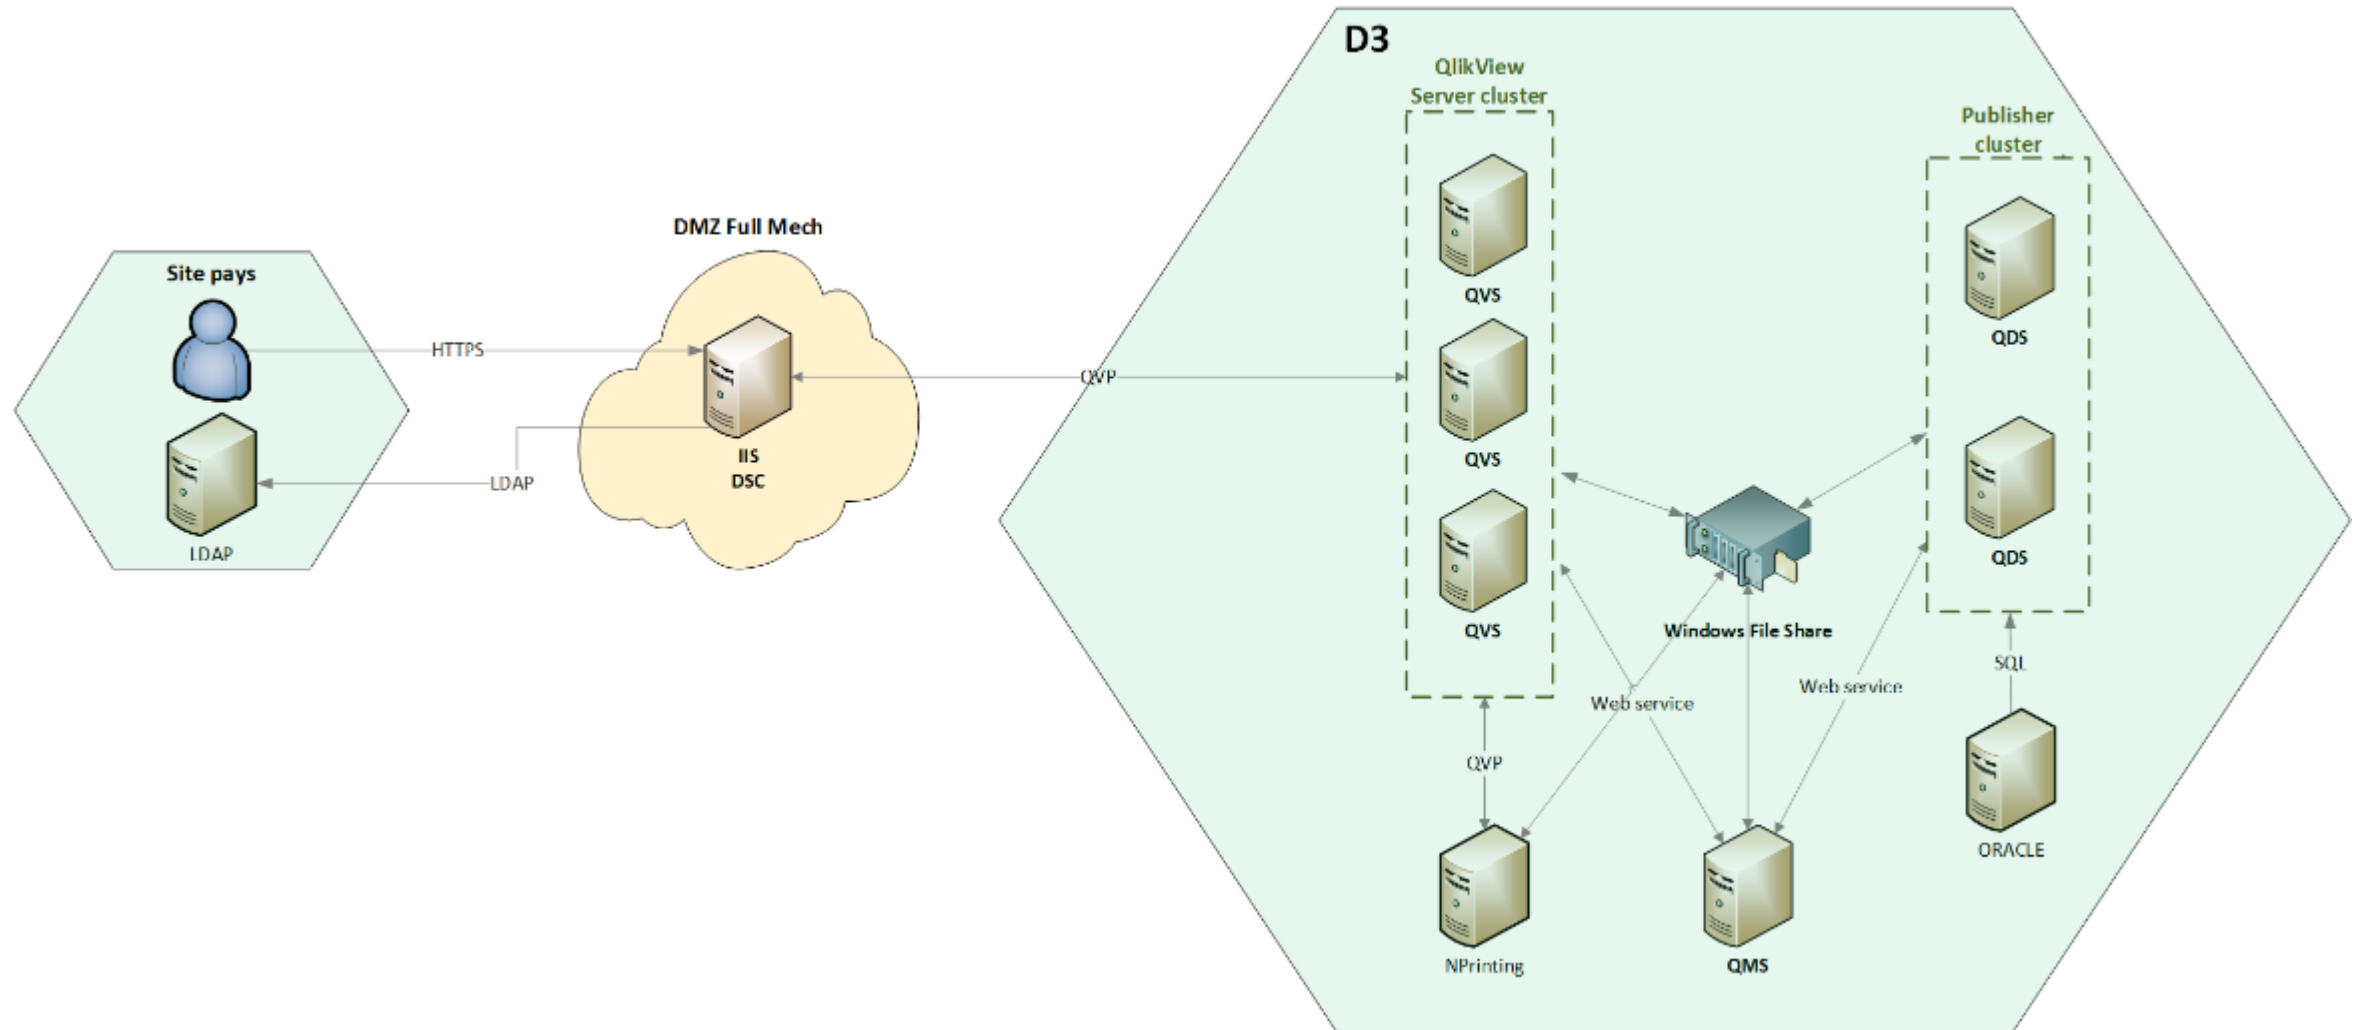 D3
QlikView
Server cluster
Publisher
cluster
DMZ Full Mech
Site pays
HTTPS
LDAP
LDAP
IIS
DSC
QVP
QVS
QVS
QVS
QDS
QDS
Windows File Share
Web service
Web service
SQL
QVP
ORACLE
NPrinting
QMS